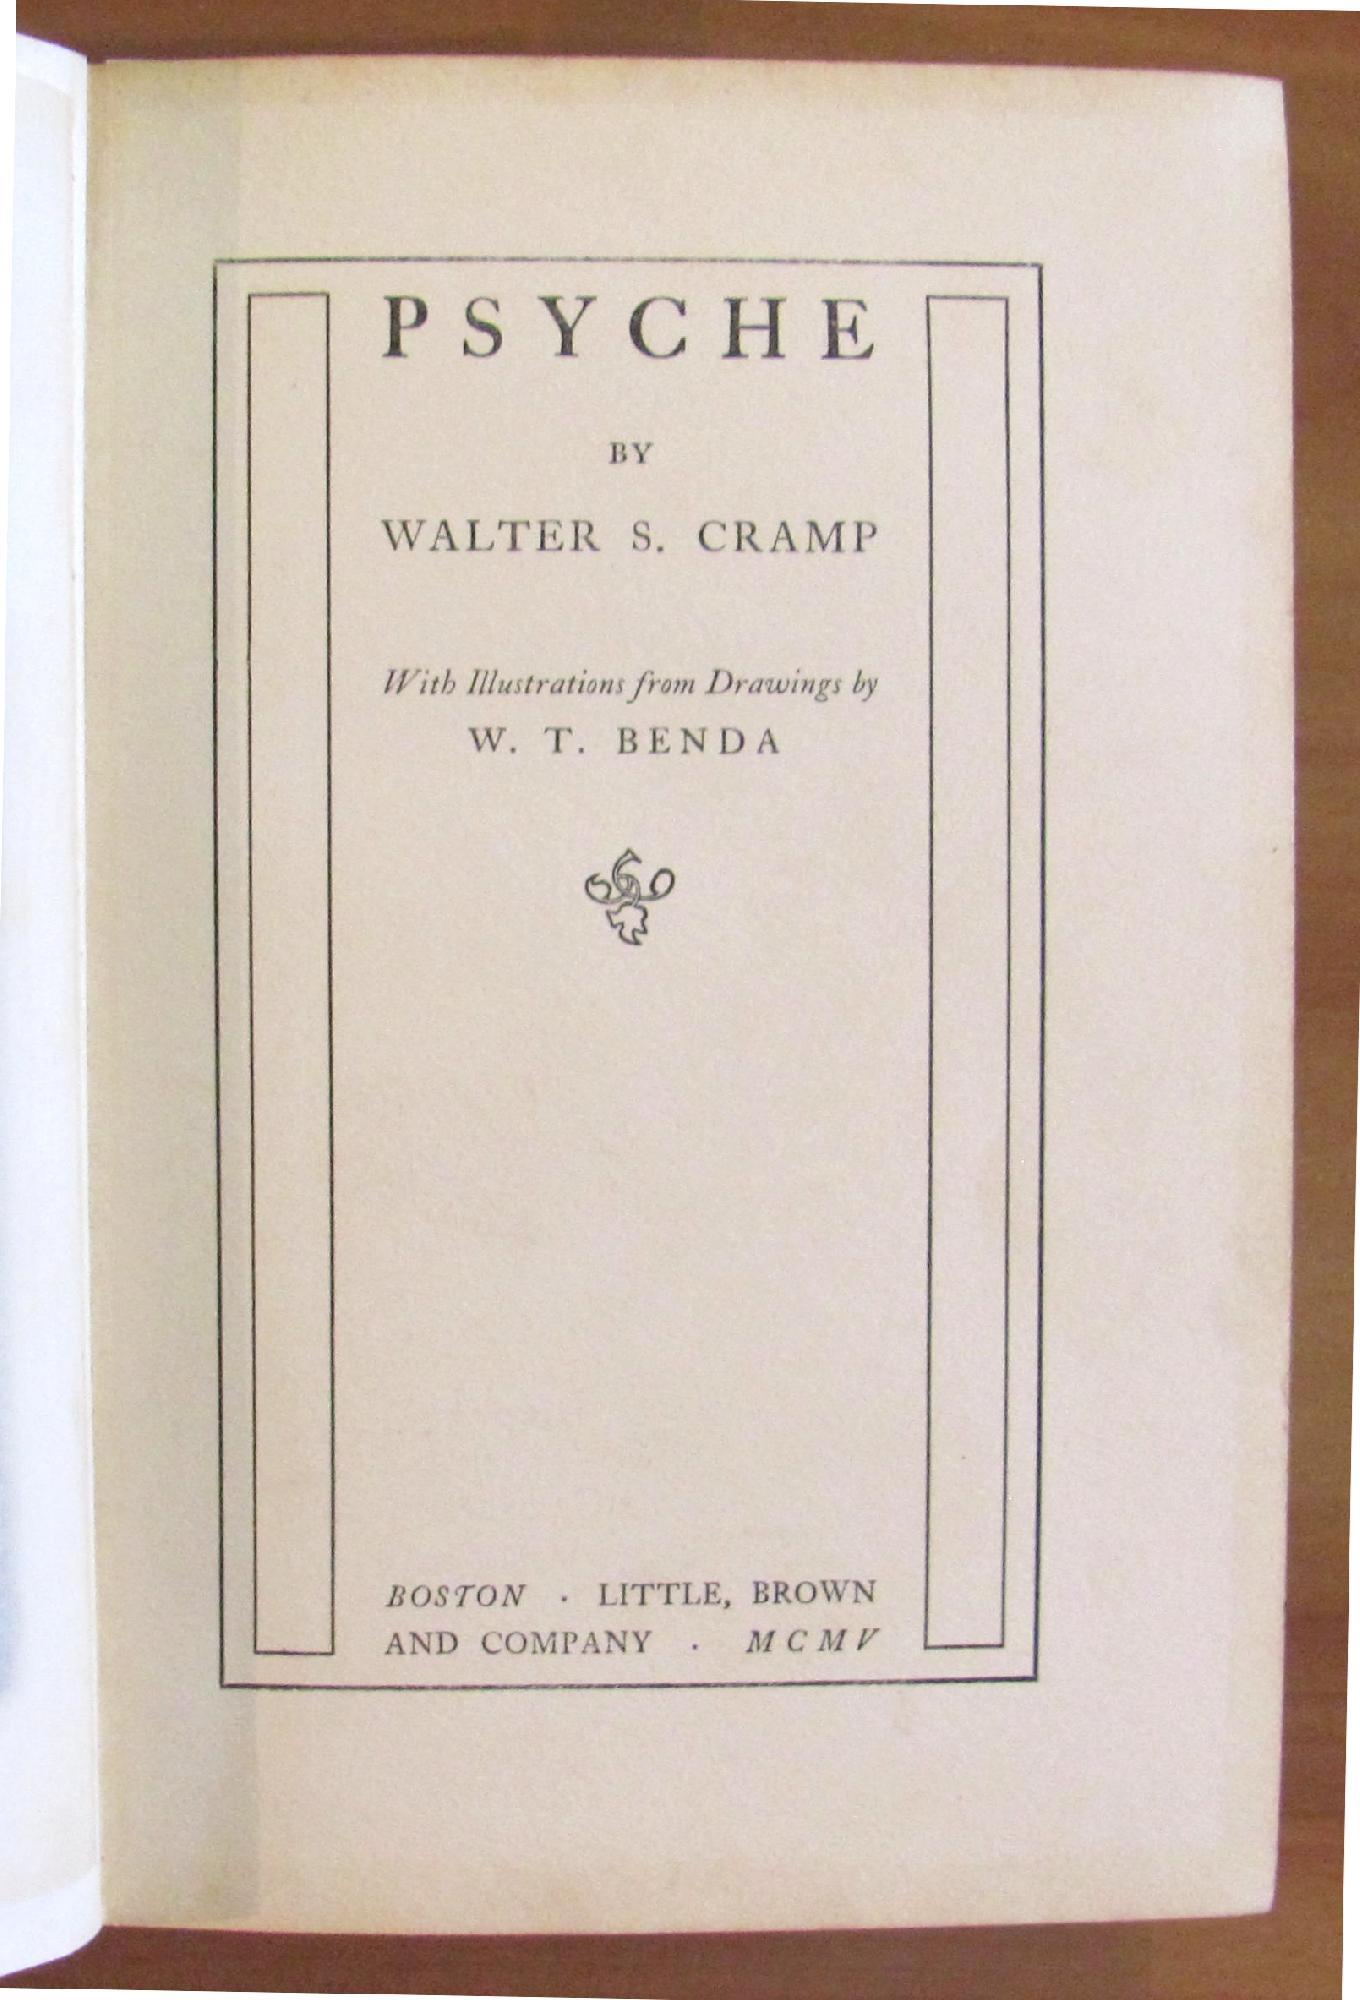 PSYCHE
BY
WALTER S. CRAMP
With Illustrations from Drawings by
W. T. BENDA
BOSTON · LITTLE, BROWN
AND COMPANY · MCMV